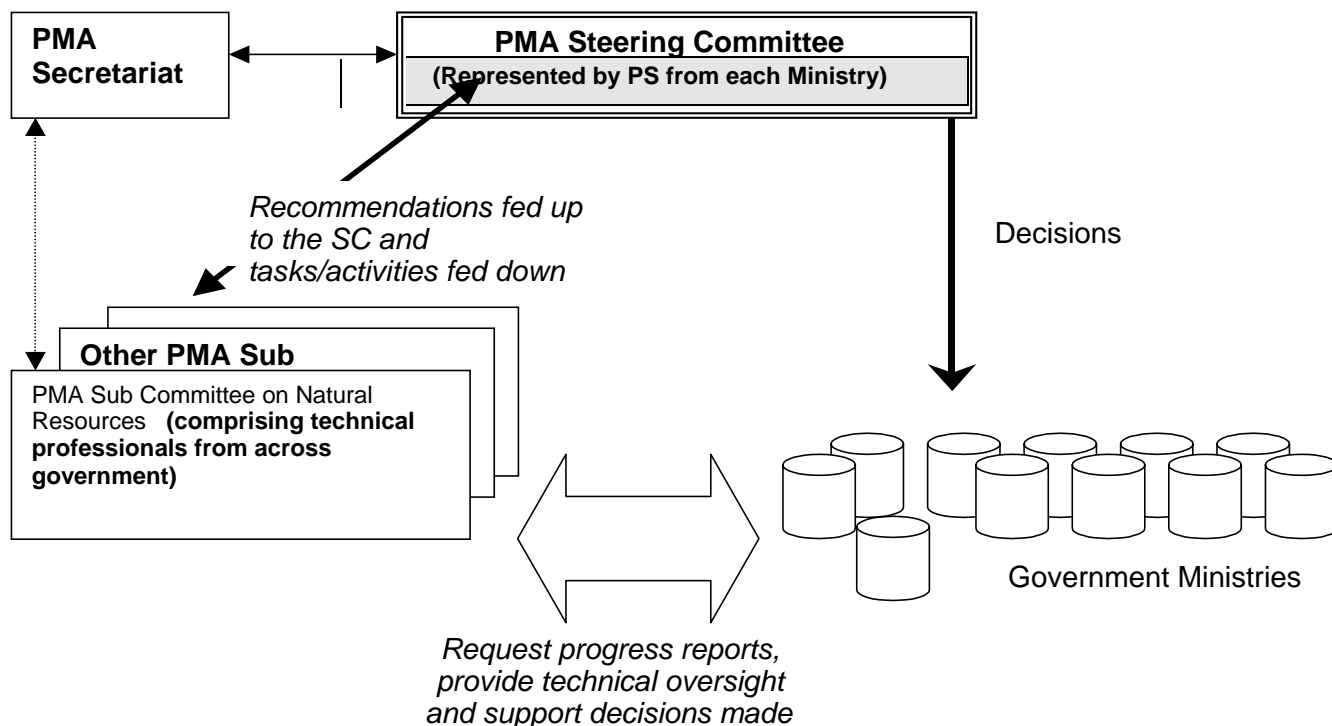 PMA
Secretariat
PMA Steering Committee
(Represented by PS from each Ministry)
Recommendations fed up
to the SC and
tasks/activities fed down
Decisions
Other PMA Sub
PMA Sub Committee on Natural
Resources (comprising technical
professionals from across
government)
Government Ministries
Request progress reports,
provide technical oversight
and support decisions made